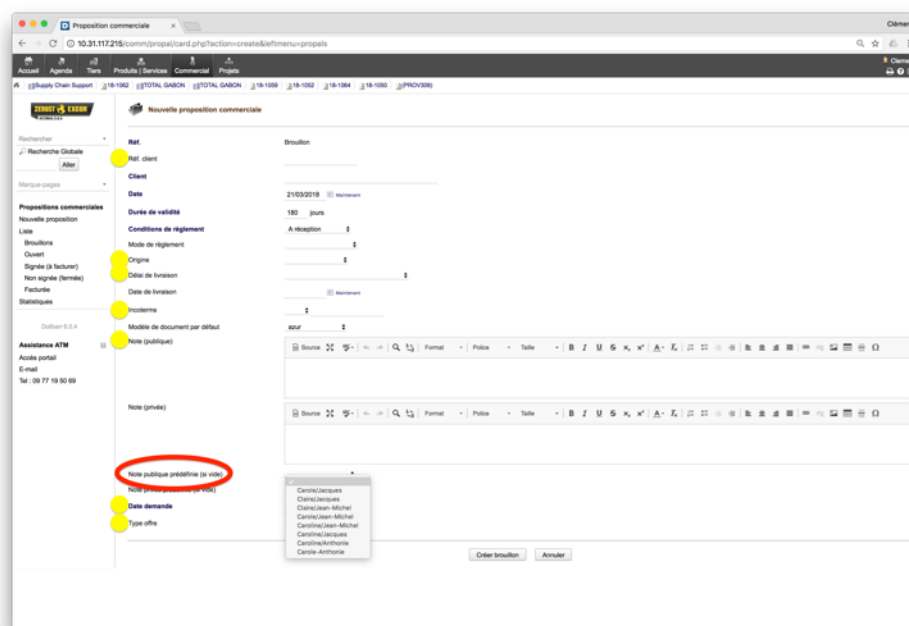 Proposition commerciale
Clémer
10.31.117.215/comm/propal/card.php?action=create&leftmenu=propals
Accueil Agenda Tiers Produits | Services Commercial Projets
Supply Chain Support 18-1062 TOTAL GABON TOTAL GABON 18-1059 18-1052 18-1064 18-1050 (PROV309)
ZERUST EXCOR
Nouvelle proposition commerciale
Rechercher
Recherche Globale
Aller
Marque-pages
Propositions commerciales
Nouvelle proposition
Liste
Brouillons
Ouvert
Signée (à facturer)
Non signée (fermée)
Facturée
Statistiques
Dolibarr 6.0.4
Assistance ATM
Accès portail
E-mail
Tel : 09 77 19 50 69
Réf. Brouillon
Réf. client
Client
Date 21/03/2018 Maintenant
Durée de validité 180 jours
Conditions de règlement A réception
Mode de règlement
Origine
Délai de livraison
Date de livraison Maintenant
Incoterms
Modèle de document par défaut azur
Note (publique)
Source Format Police Taille B I U S
Note (privée)
Source Format Police Taille B I U S
Note publique prédéfinie (si vide)
Carole/Jacques
Claire/Jacques
Claire/Jean-Michel
Carole/Jean-Michel
Caroline/Jean-Michel
Caroline/Jacques
Caroline/Anthonie
Carole-Anthonie
Date demande
Type offre
Créer brouillon Annuler